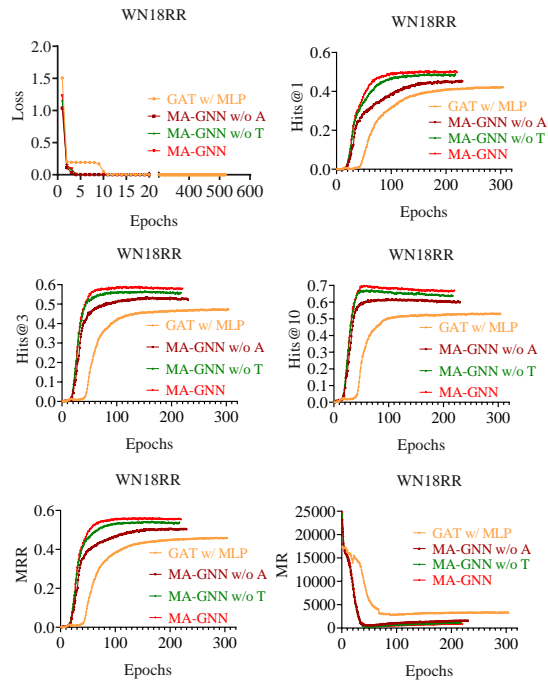 WN18RR
Loss
2.0
1.5
1.0
0.5
0.0
GAT w/ MLP
MA-GNN w/o A
MA-GNN w/o T
MA-GNN
1 5 10 15 20 400 500 600
Epochs
WN18RR
Hits@1
0.6
0.4
0.2
0.0
GAT w/ MLP
MA-GNN w/o A
MA-GNN w/o T
MA-GNN
0 100 200 300
Epochs
WN18RR
Hits@3
0.6
0.5
0.4
0.3
0.2
0.1
0.0
GAT w/ MLP
MA-GNN w/o A
MA-GNN w/o T
MA-GNN
0 100 200 300
Epochs
WN18RR
Hits@10
0.7
0.6
0.5
0.4
0.3
0.2
0.1
0.0
GAT w/ MLP
MA-GNN w/o A
MA-GNN w/o T
MA-GNN
0 100 200 300
Epochs
WN18RR
MRR
0.6
0.4
0.2
0.0
GAT w/ MLP
MA-GNN w/o A
MA-GNN w/o T
MA-GNN
0 100 200 300
Epochs
WN18RR
MR
25000
20000
15000
10000
5000
0
GAT w/ MLP
MA-GNN w/o A
MA-GNN w/o T
MA-GNN
0 100 200 300
Epochs